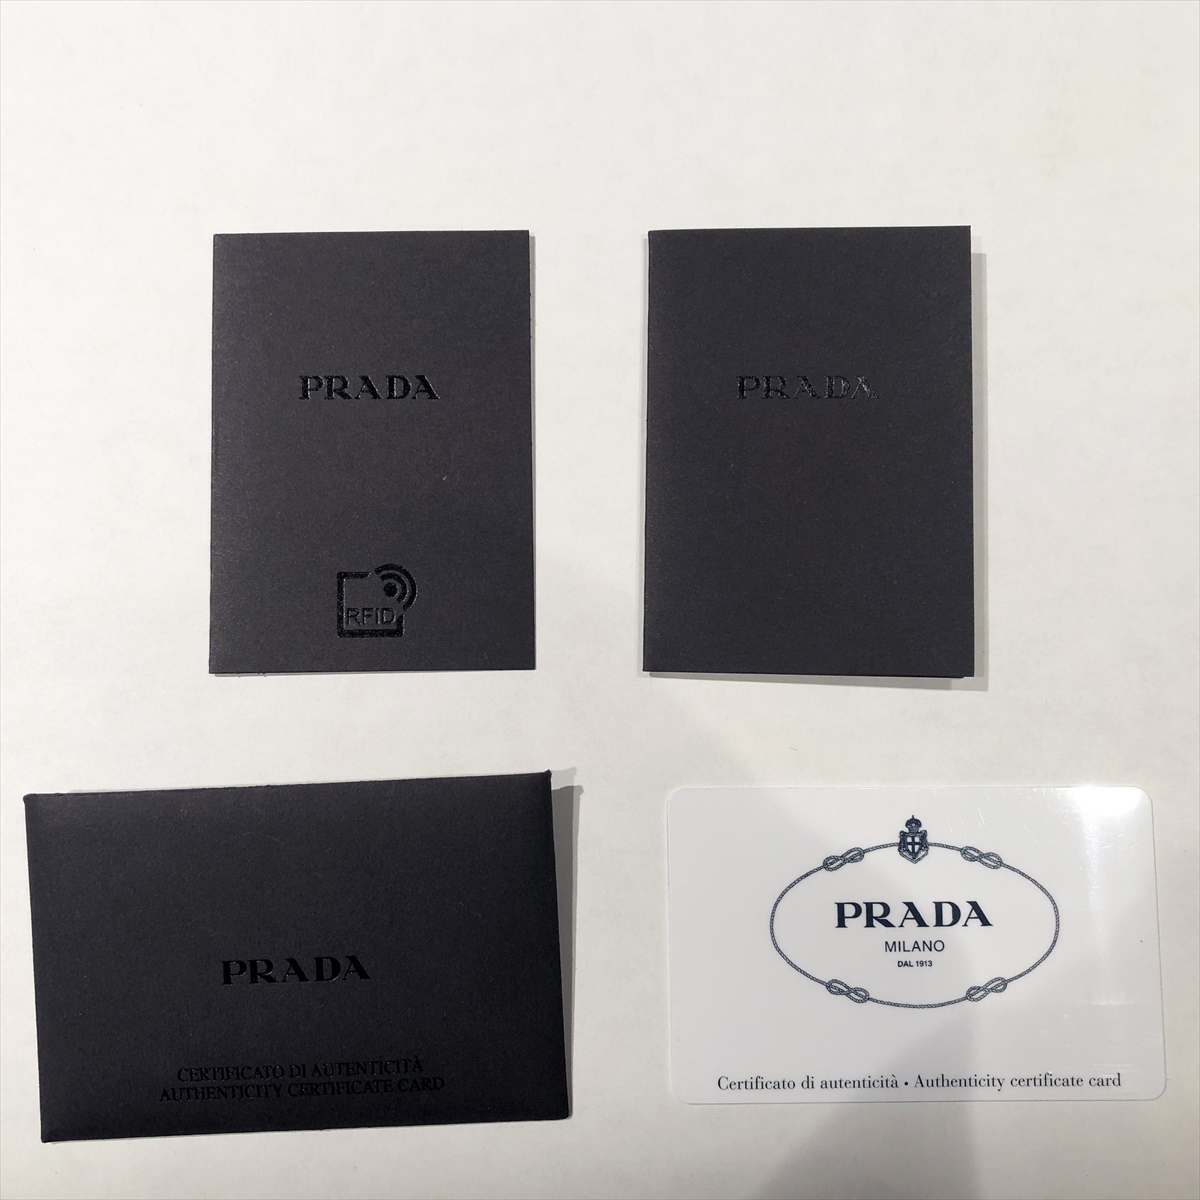 PRADA
RFID
PRADA
PRADA
CERTIFICATO DI AUTENTICITÀ
AUTHENTICITY CERTIFICATE CARD
PRADA
MILANO
DAL 1913
Certificato di autenticità • Authenticity certificate card